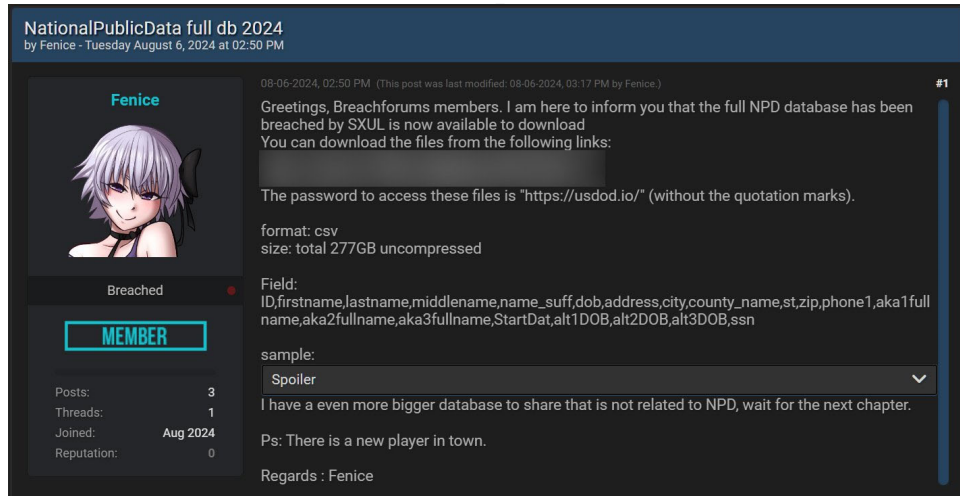 NationalPublicData full db 2024
by Fenice - Tuesday August 6, 2024 at 02:50 PM
Fenice
Breached
MEMBER
Posts: 3
Threads: 1
Joined: Aug 2024
Reputation: 0
08-06-2024, 02:50 PM (This post was last modified: 08-06-2024, 03:17 PM by Fenice.)
#1
Greetings, Breachforums members. I am here to inform you that the full NPD database has been
breached by SXUL is now available to download
You can download the files from the following links:
The password to access these files is "https://usdod.io/" (without the quotation marks).
format: csv
size: total 277GB uncompressed
Field:
ID,firstname,lastname,middlename,name_suff,dob,address,city,county_name,st,zip,phone1,aka1full
name,aka2fullname,aka3fullname,StartDat,alt1DOB,alt2DOB,alt3DOB,ssn
sample:
Spoiler
I have a even more bigger database to share that is not related to NPD, wait for the next chapter.
Ps: There is a new player in town.
Regards : Fenice